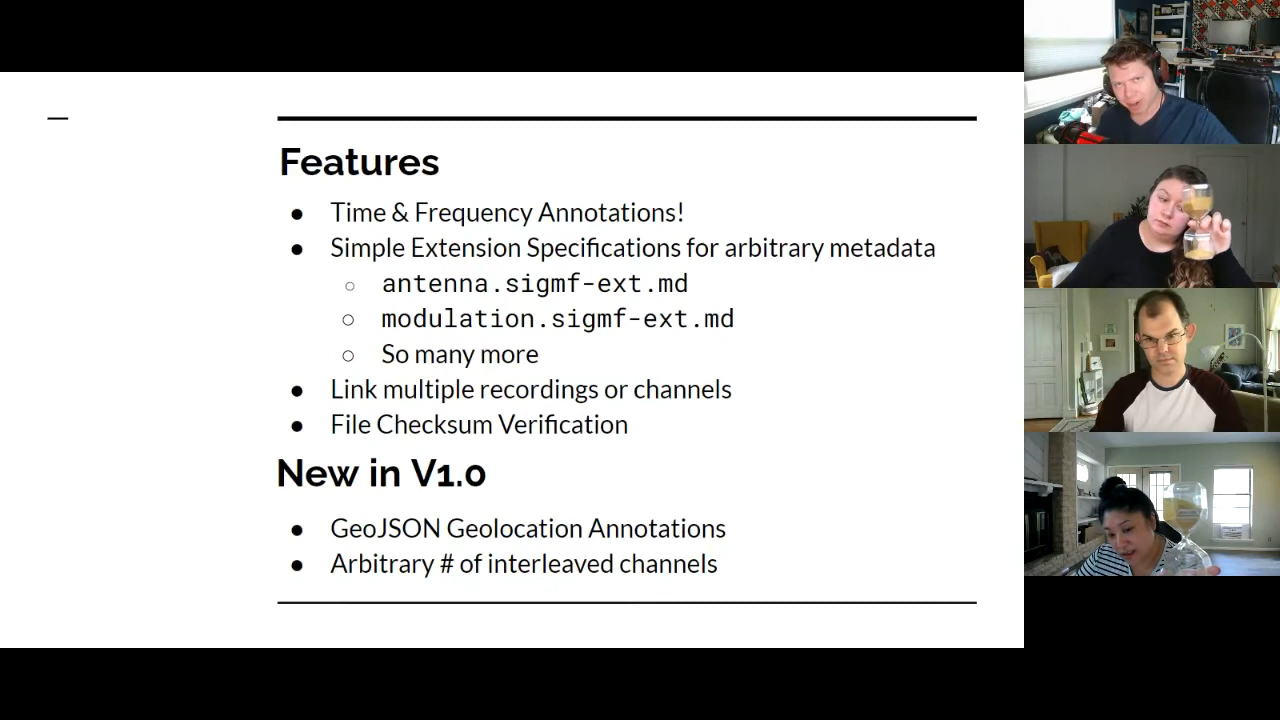 Features
Time & Frequency Annotations!
Simple Extension Specifications for arbitrary metadata
antenna.sigmf-ext.md
modulation.sigmf-ext.md
So many more
Link multiple recordings or channels
File Checksum Verification
New in V1.0
GeoJSON Geolocation Annotations
Arbitrary # of interleaved channels